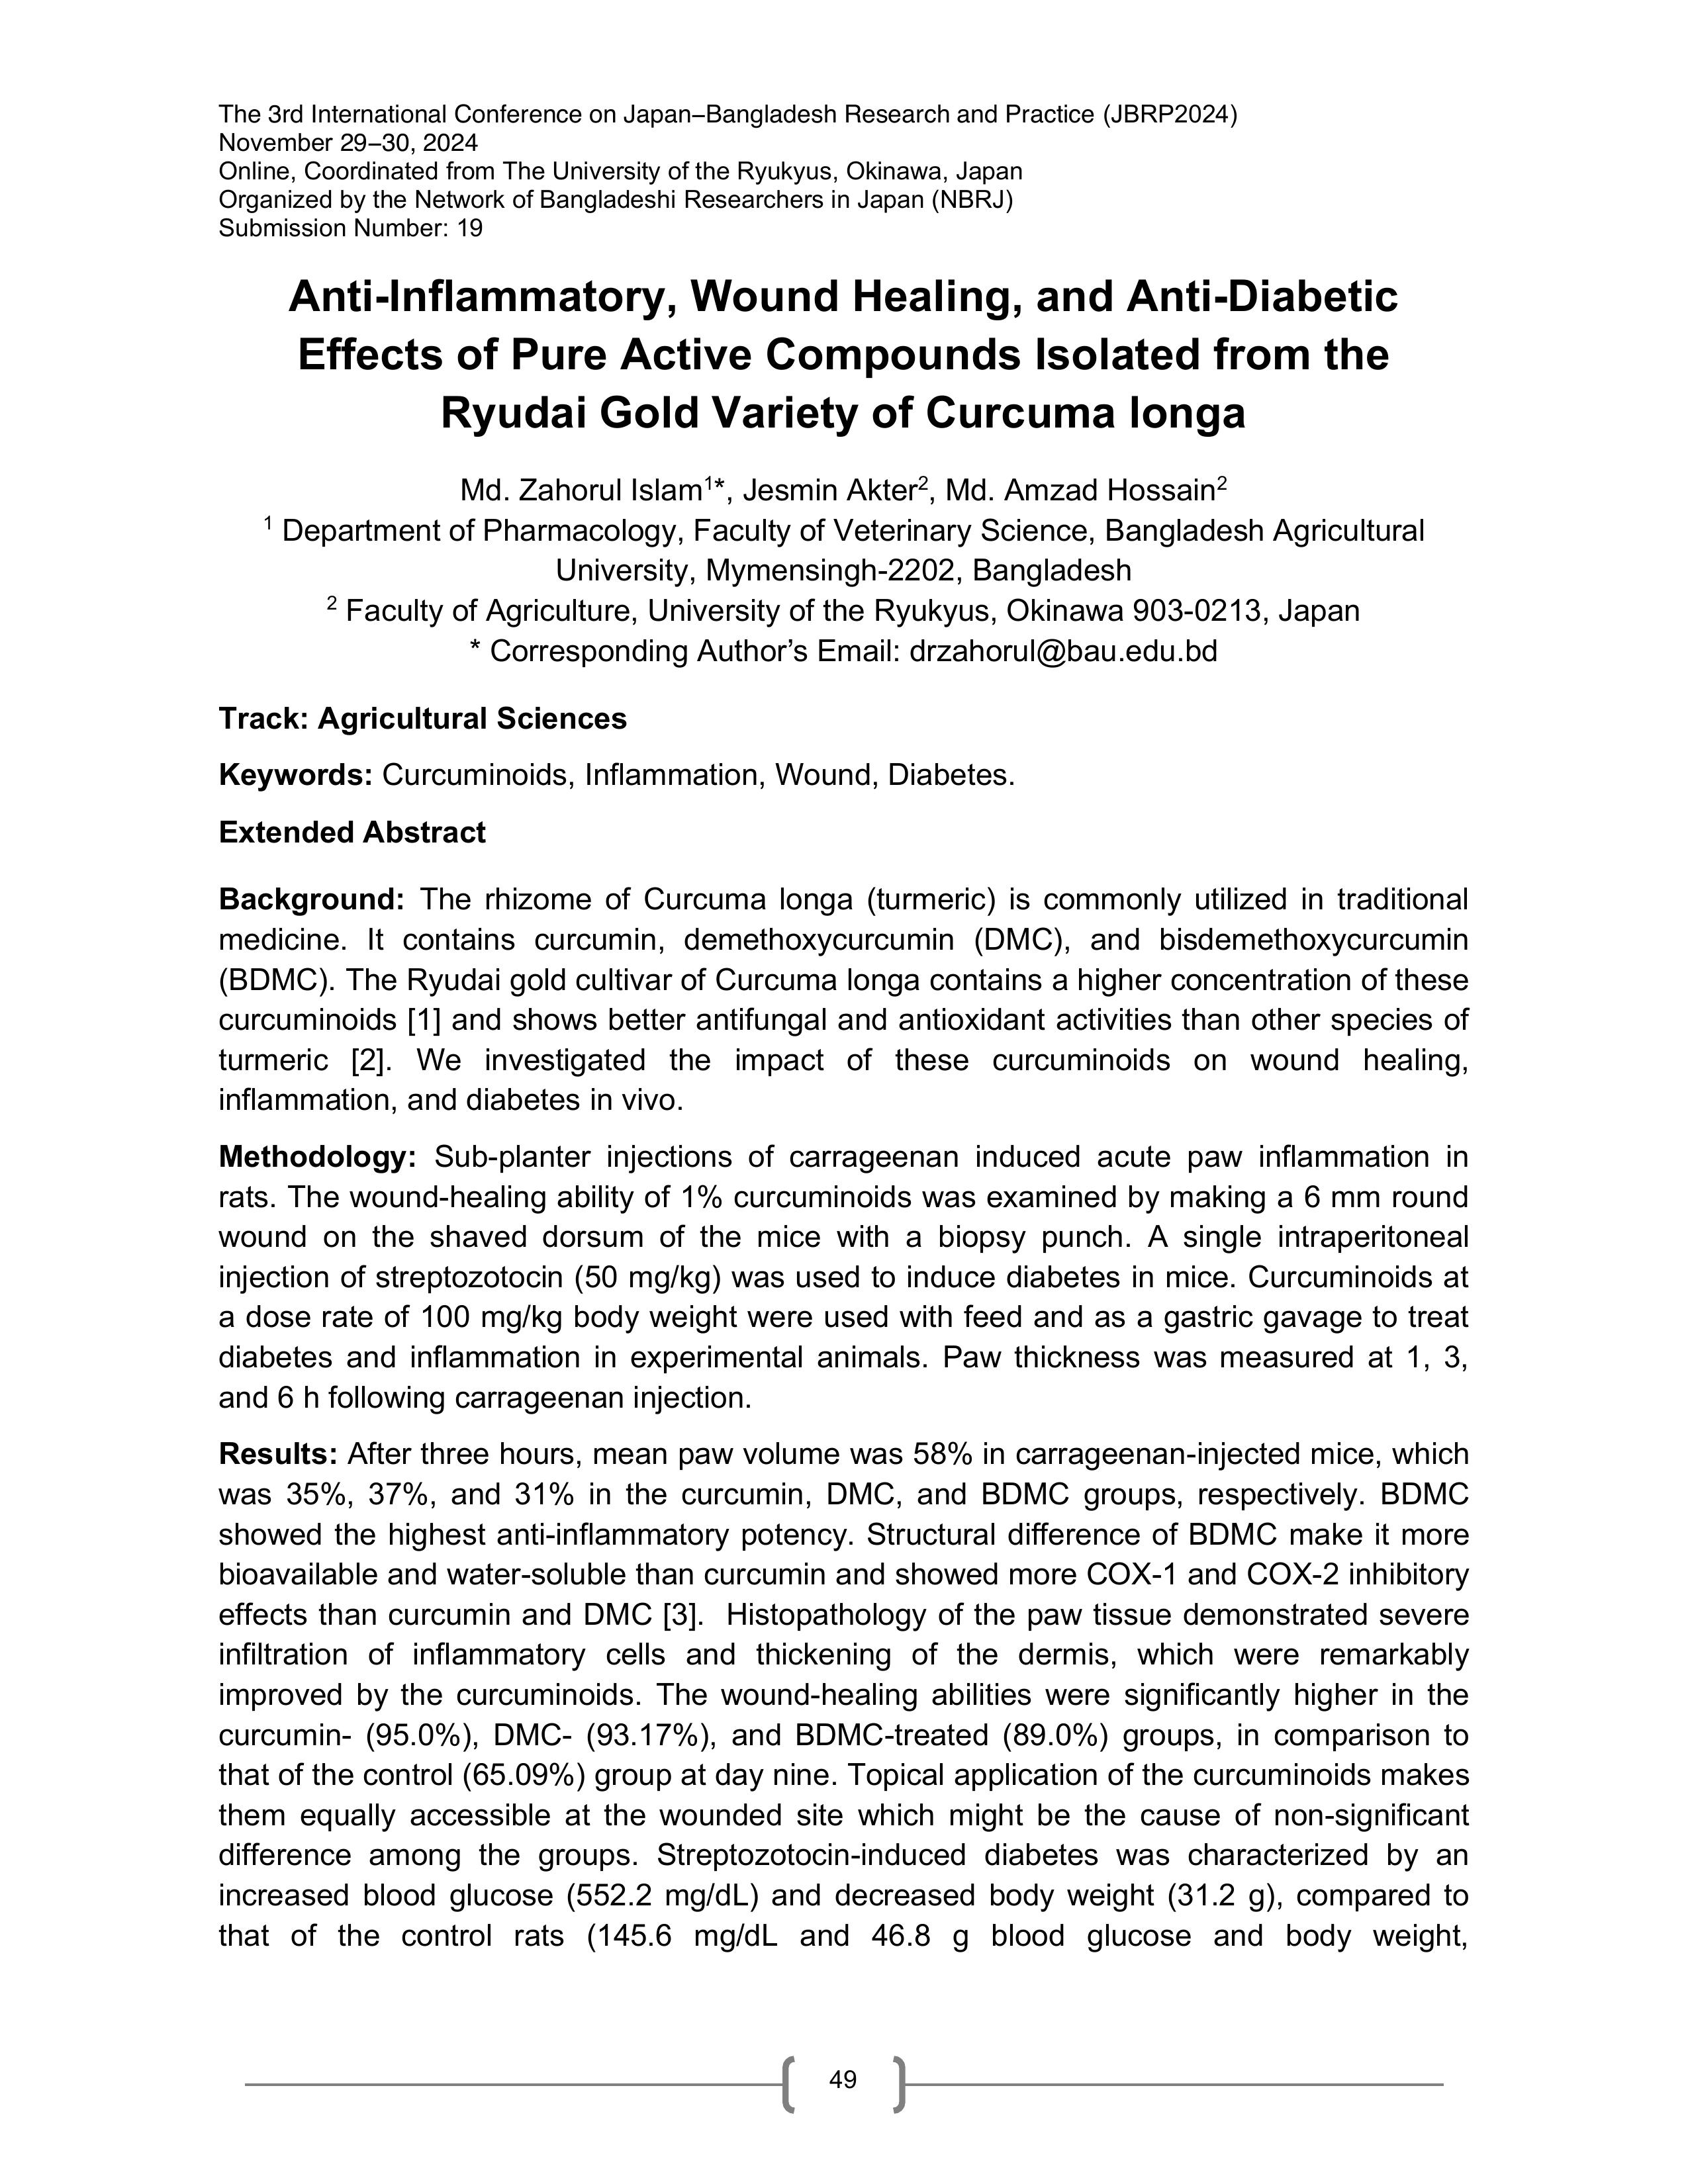 The 3rd International Conference on Japan–Bangladesh Research and Practice (JBRP2024)
November 29–30, 2024
Online, Coordinated from The University of the Ryukyus, Okinawa, Japan
Organized by the Network of Bangladeshi Researchers in Japan (NBRJ)
Submission Number: 19
Anti-Inflammatory, Wound Healing, and Anti-Diabetic
Effects of Pure Active Compounds Isolated from the
Ryudai Gold Variety of Curcuma longa
Md. Zahorul Islam¹*, Jesmin Akter², Md. Amzad Hossain²
¹ Department of Pharmacology, Faculty of Veterinary Science, Bangladesh Agricultural
University, Mymensingh-2202, Bangladesh
² Faculty of Agriculture, University of the Ryukyus, Okinawa 903-0213, Japan
* Corresponding Author’s Email: drzahorul@bau.edu.bd
Track: Agricultural Sciences
Keywords: Curcuminoids, Inflammation, Wound, Diabetes.
Extended Abstract
Background: The rhizome of Curcuma longa (turmeric) is commonly utilized in traditional
medicine. It contains curcumin, demethoxycurcumin (DMC), and bisdemethoxycurcumin
(BDMC). The Ryudai gold cultivar of Curcuma longa contains a higher concentration of these
curcuminoids [1] and shows better antifungal and antioxidant activities than other species of
turmeric [2]. We investigated the impact of these curcuminoids on wound healing,
inflammation, and diabetes in vivo.
Methodology: Sub-planter injections of carrageenan induced acute paw inflammation in
rats. The wound-healing ability of 1% curcuminoids was examined by making a 6 mm round
wound on the shaved dorsum of the mice with a biopsy punch. A single intraperitoneal
injection of streptozotocin (50 mg/kg) was used to induce diabetes in mice. Curcuminoids at
a dose rate of 100 mg/kg body weight were used with feed and as a gastric gavage to treat
diabetes and inflammation in experimental animals. Paw thickness was measured at 1, 3,
and 6 h following carrageenan injection.
Results: After three hours, mean paw volume was 58% in carrageenan-injected mice, which
was 35%, 37%, and 31% in the curcumin, DMC, and BDMC groups, respectively. BDMC
showed the highest anti-inflammatory potency. Structural difference of BDMC make it more
bioavailable and water-soluble than curcumin and showed more COX-1 and COX-2 inhibitory
effects than curcumin and DMC [3]. Histopathology of the paw tissue demonstrated severe
infiltration of inflammatory cells and thickening of the dermis, which were remarkably
improved by the curcuminoids. The wound-healing abilities were significantly higher in the
curcumin- (95.0%), DMC- (93.17%), and BDMC-treated (89.0%) groups, in comparison to
that of the control (65.09%) group at day nine. Topical application of the curcuminoids makes
them equally accessible at the wounded site which might be the cause of non-significant
difference among the groups. Streptozotocin-induced diabetes was characterized by an
increased blood glucose (552.2 mg/dL) and decreased body weight (31.2 g), compared to
that of the control rats (145.6 mg/dL and 46.8 g blood glucose and body weight,
49